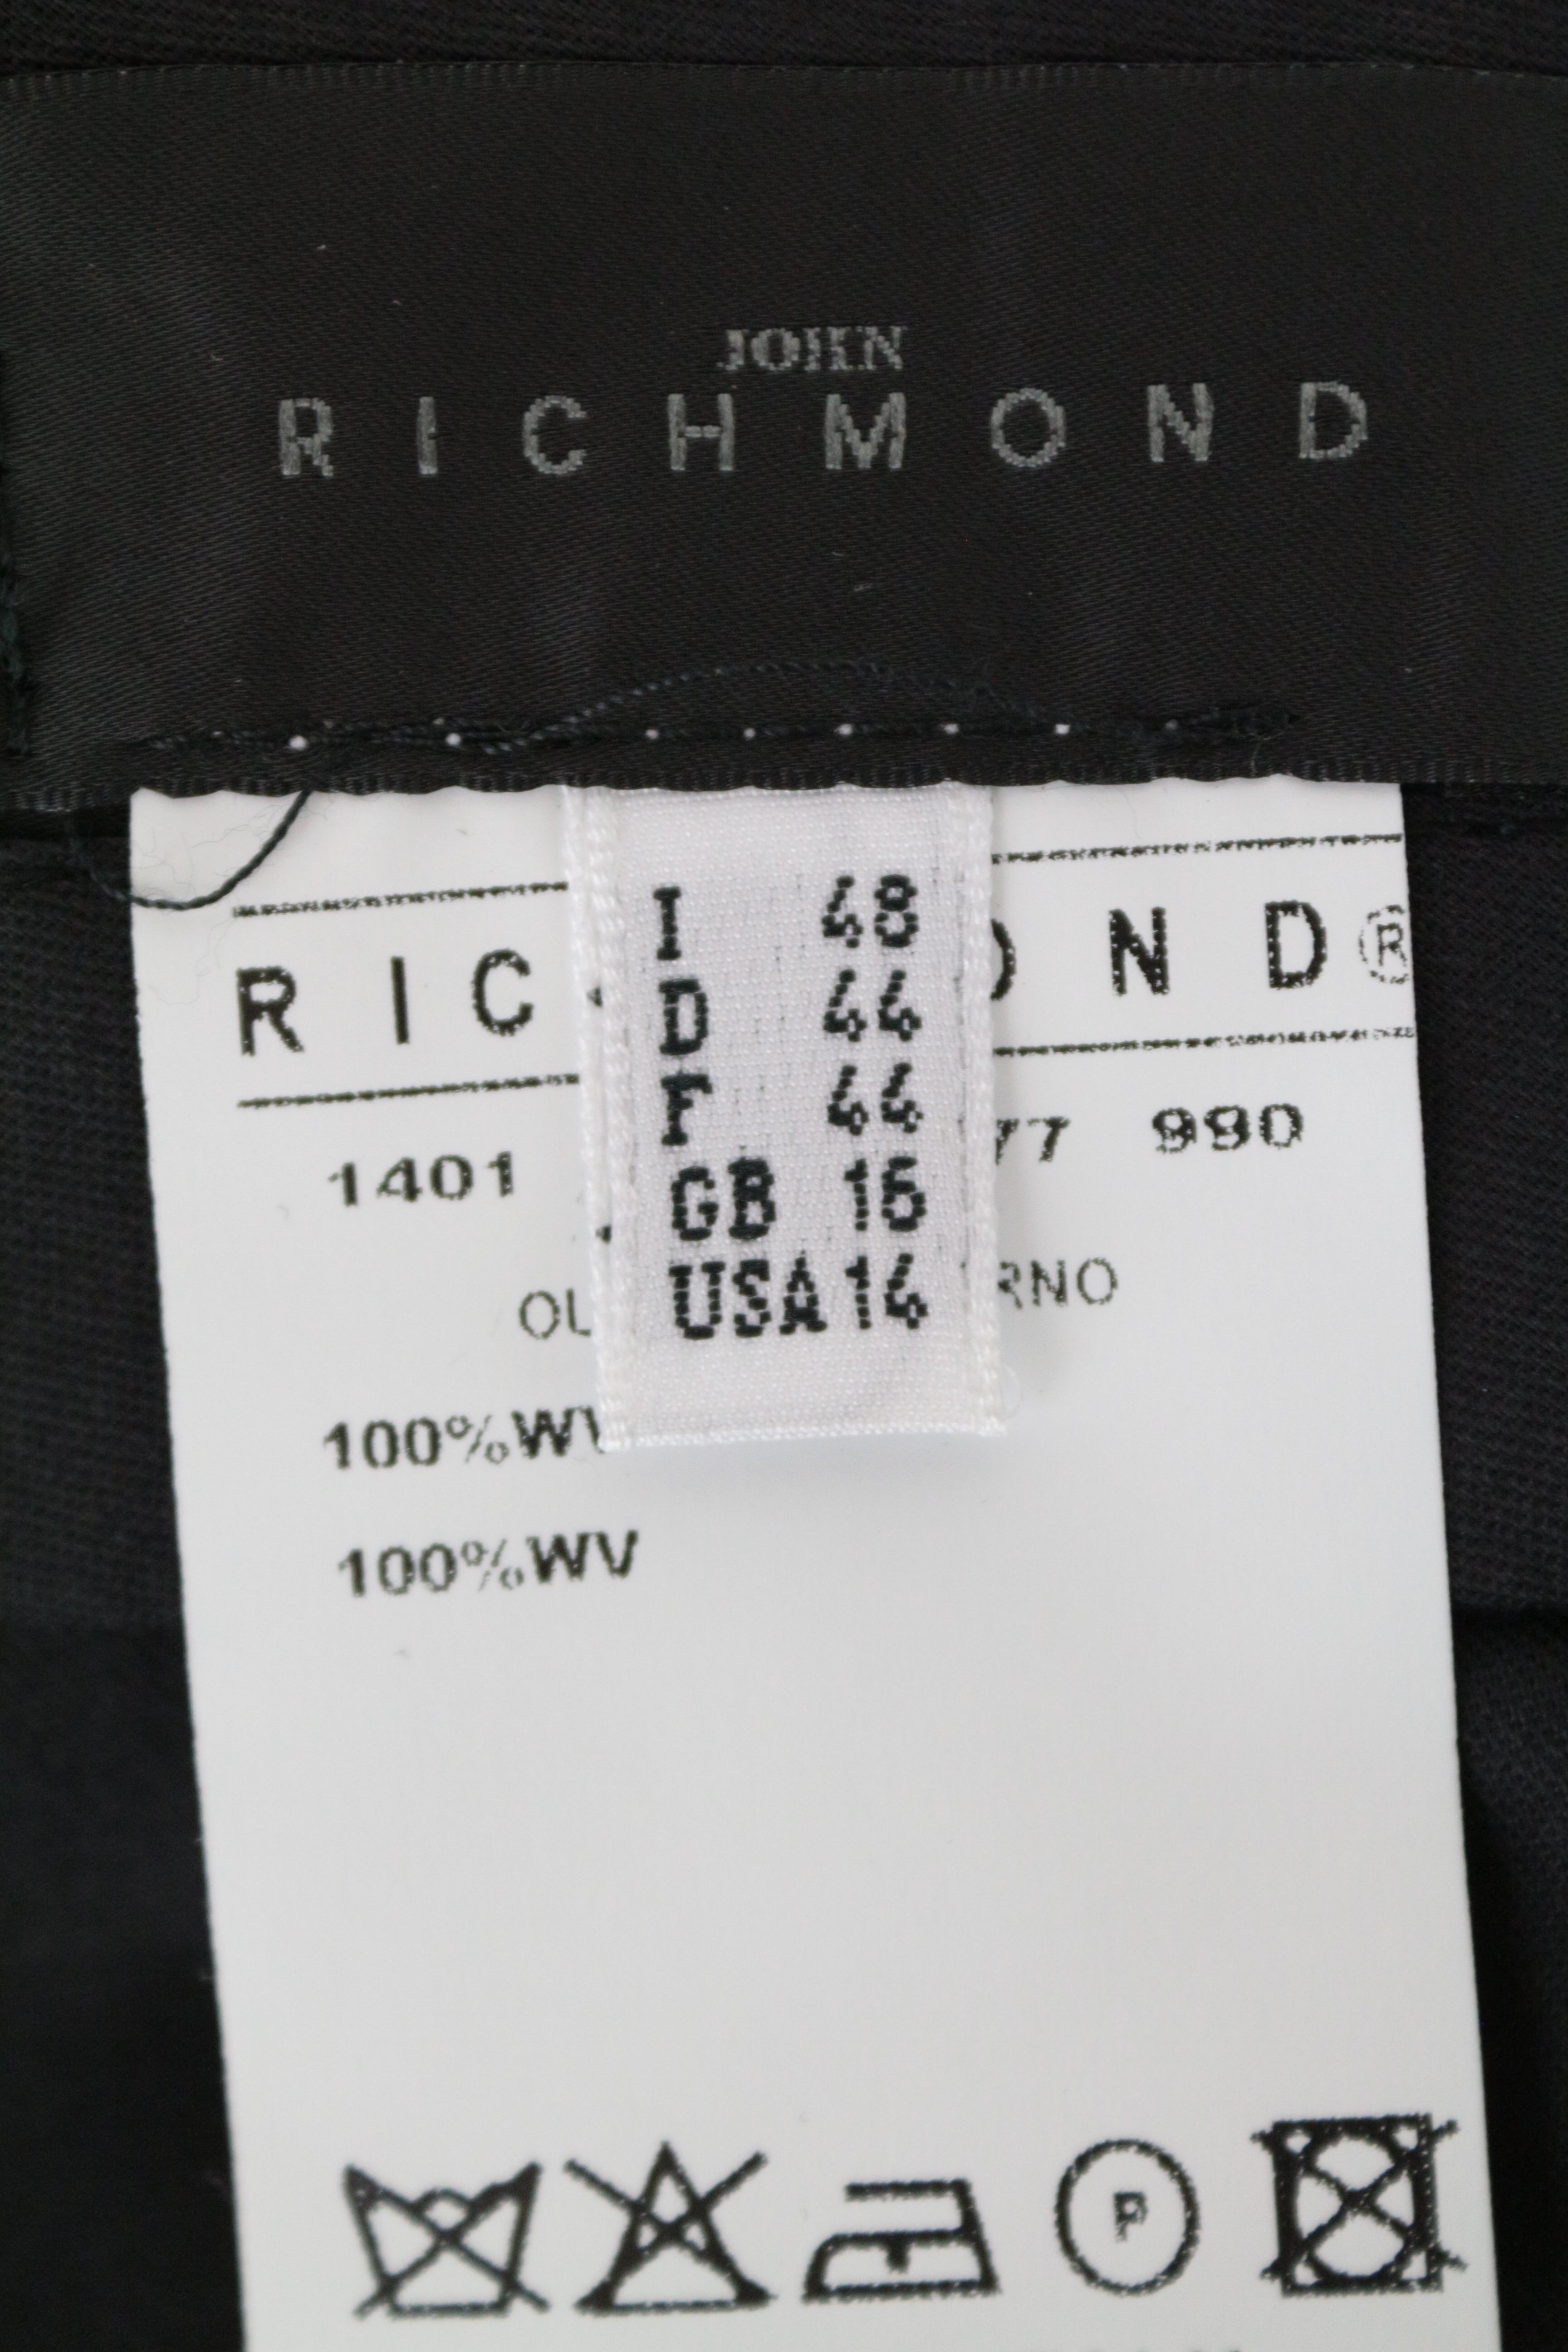 JOHN
RICHMOND
I 48
D 44
F 44
GB 16
USA 14
RIC OND®
1401 77 990
OL RNO
100%WV
100%WV
P